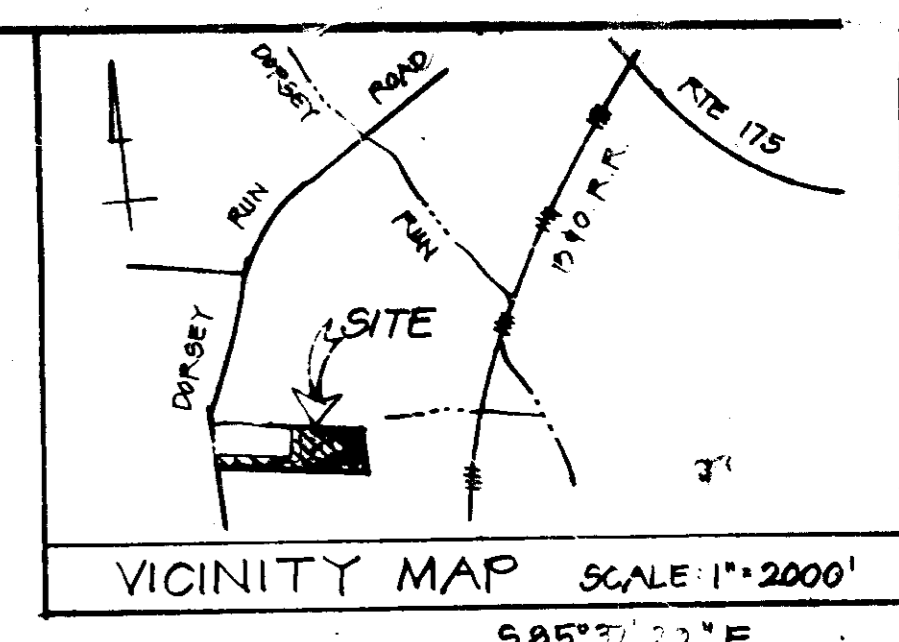 DORSEY
ROAD
RUN
DORSEY
RUN
RTE 175
B&O R.R.
SITE
VICINITY MAP SCALE: 1"=2000'